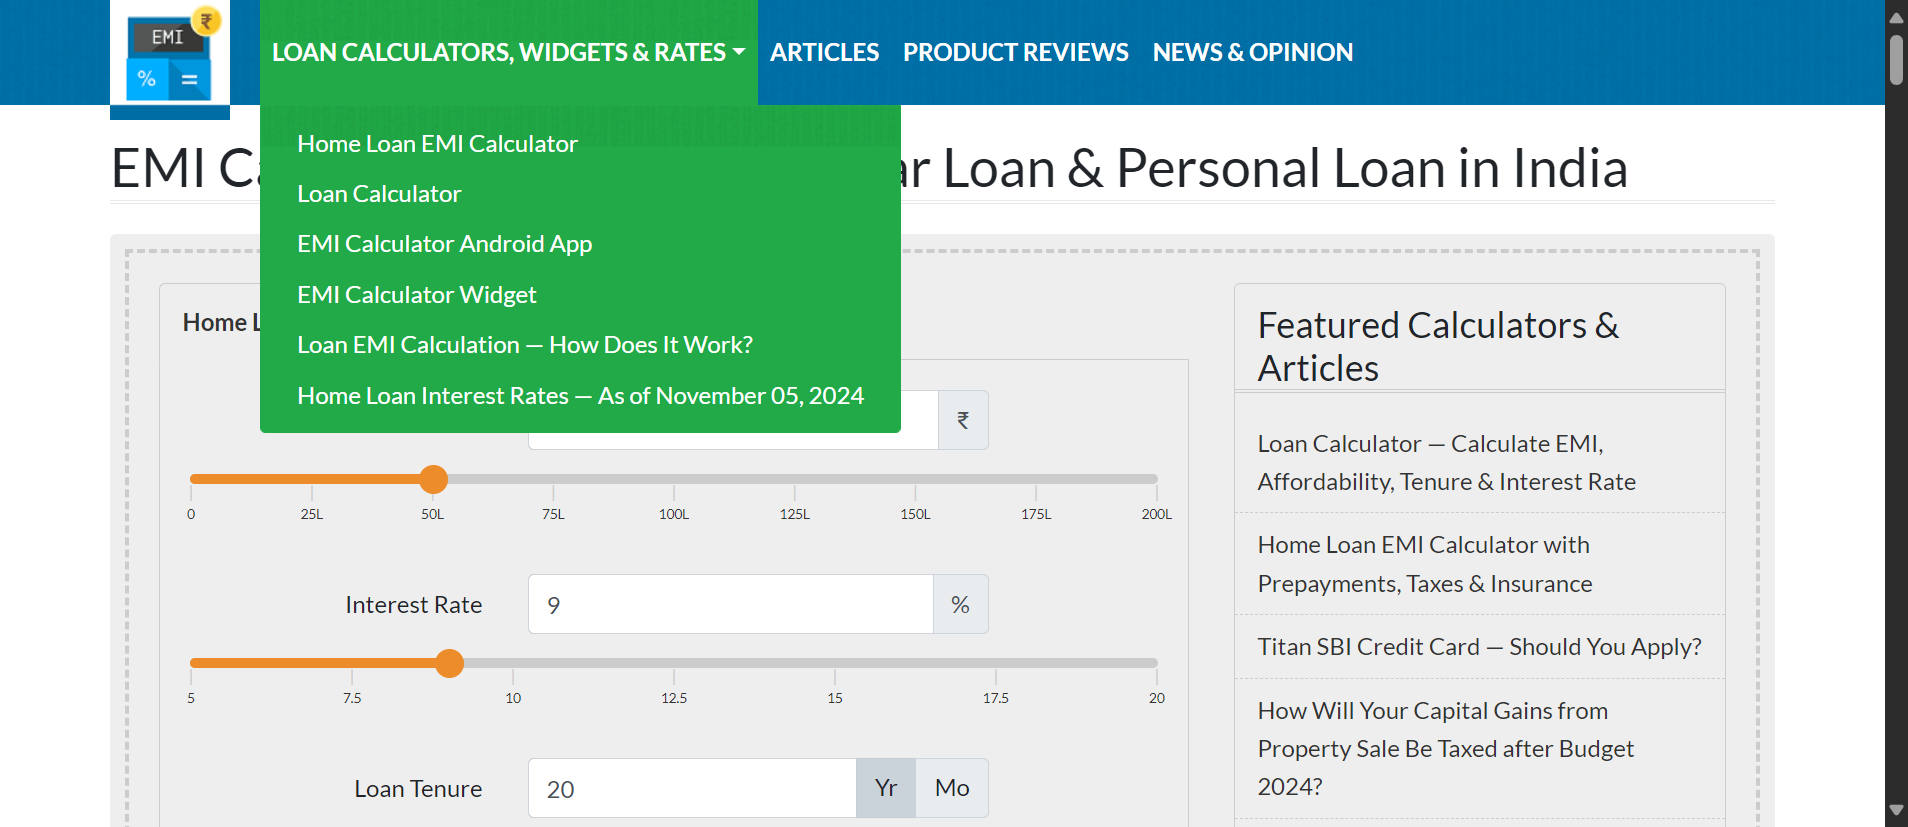 EMI
₹
%
=
LOAN CALCULATORS, WIDGETS & RATES
ARTICLES
PRODUCT REVIEWS
NEWS & OPINION
Home Loan EMI Calculator
Loan Calculator
EMI Calculator Android App
EMI Calculator Widget
Loan EMI Calculation — How Does It Work?
Home Loan Interest Rates — As of November 05, 2024
EMI
Loan & Personal Loan in India
Home
₹
0
25L
50L
75L
100L
125L
150L
175L
200L
Interest Rate
9
%
5
7.5
10
12.5
15
17.5
20
Loan Tenure
20
Yr
Mo
Featured Calculators &
Articles
Loan Calculator — Calculate EMI,
Affordability, Tenure & Interest Rate
Home Loan EMI Calculator with
Prepayments, Taxes & Insurance
Titan SBI Credit Card — Should You Apply?
How Will Your Capital Gains from
Property Sale Be Taxed after Budget
2024?